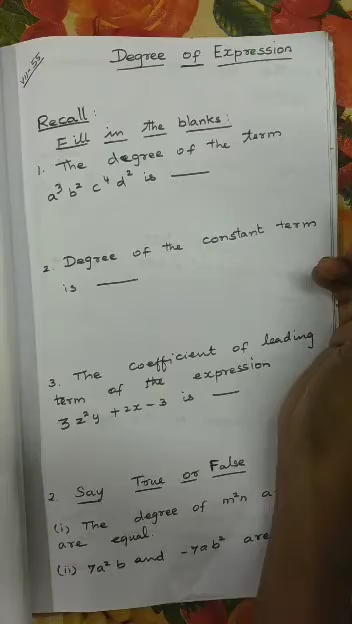 VII-55
Degree of Expression
Recall:
Fill in the blanks:
1. The degree of the term
a³ b² c⁴ d² is ___
2. Degree of the constant term
is ___
3. The coefficient of leading
term of the expression
3z²y + 2x - 3 is ___
2. Say True or False
(i) The degree of m²n a
are equal.
(ii) 7a²b and -7ab² are